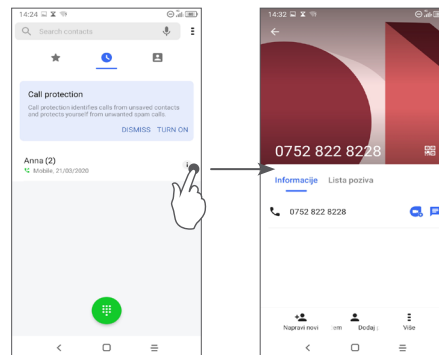 14:24
Search contacts
Call protection
Call protection identifies calls from unsaved contacts
and protects yourself from unwanted spam calls.
DISMISS TURN ON
Anna (2)
Mobile, 21/03/2020
14:32
0752 822 8228
Informacije Lista poziva
0752 822 8228
Napravi novi Dodaj Više